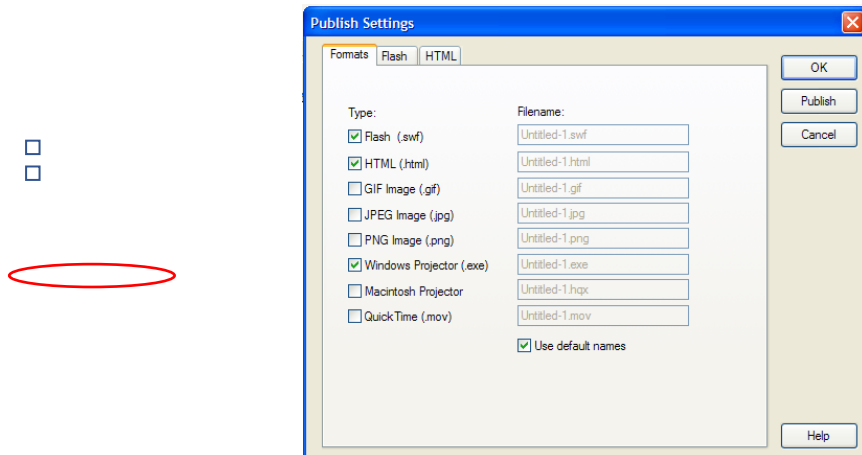 Publish Settings
Formats Flash HTML
OK
Publish
Cancel
Type: Filename:
Flash (.swf) Untitled-1.swf
HTML (.html) Untitled-1.html
GIF Image (.gif) Untitled-1.gif
JPEG Image (.jpg) Untitled-1.jpg
PNG Image (.png) Untitled-1.png
Windows Projector (.exe) Untitled-1.exe
Macintosh Projector Untitled-1.hqx
QuickTime (.mov) Untitled-1.mov
Use default names
Help